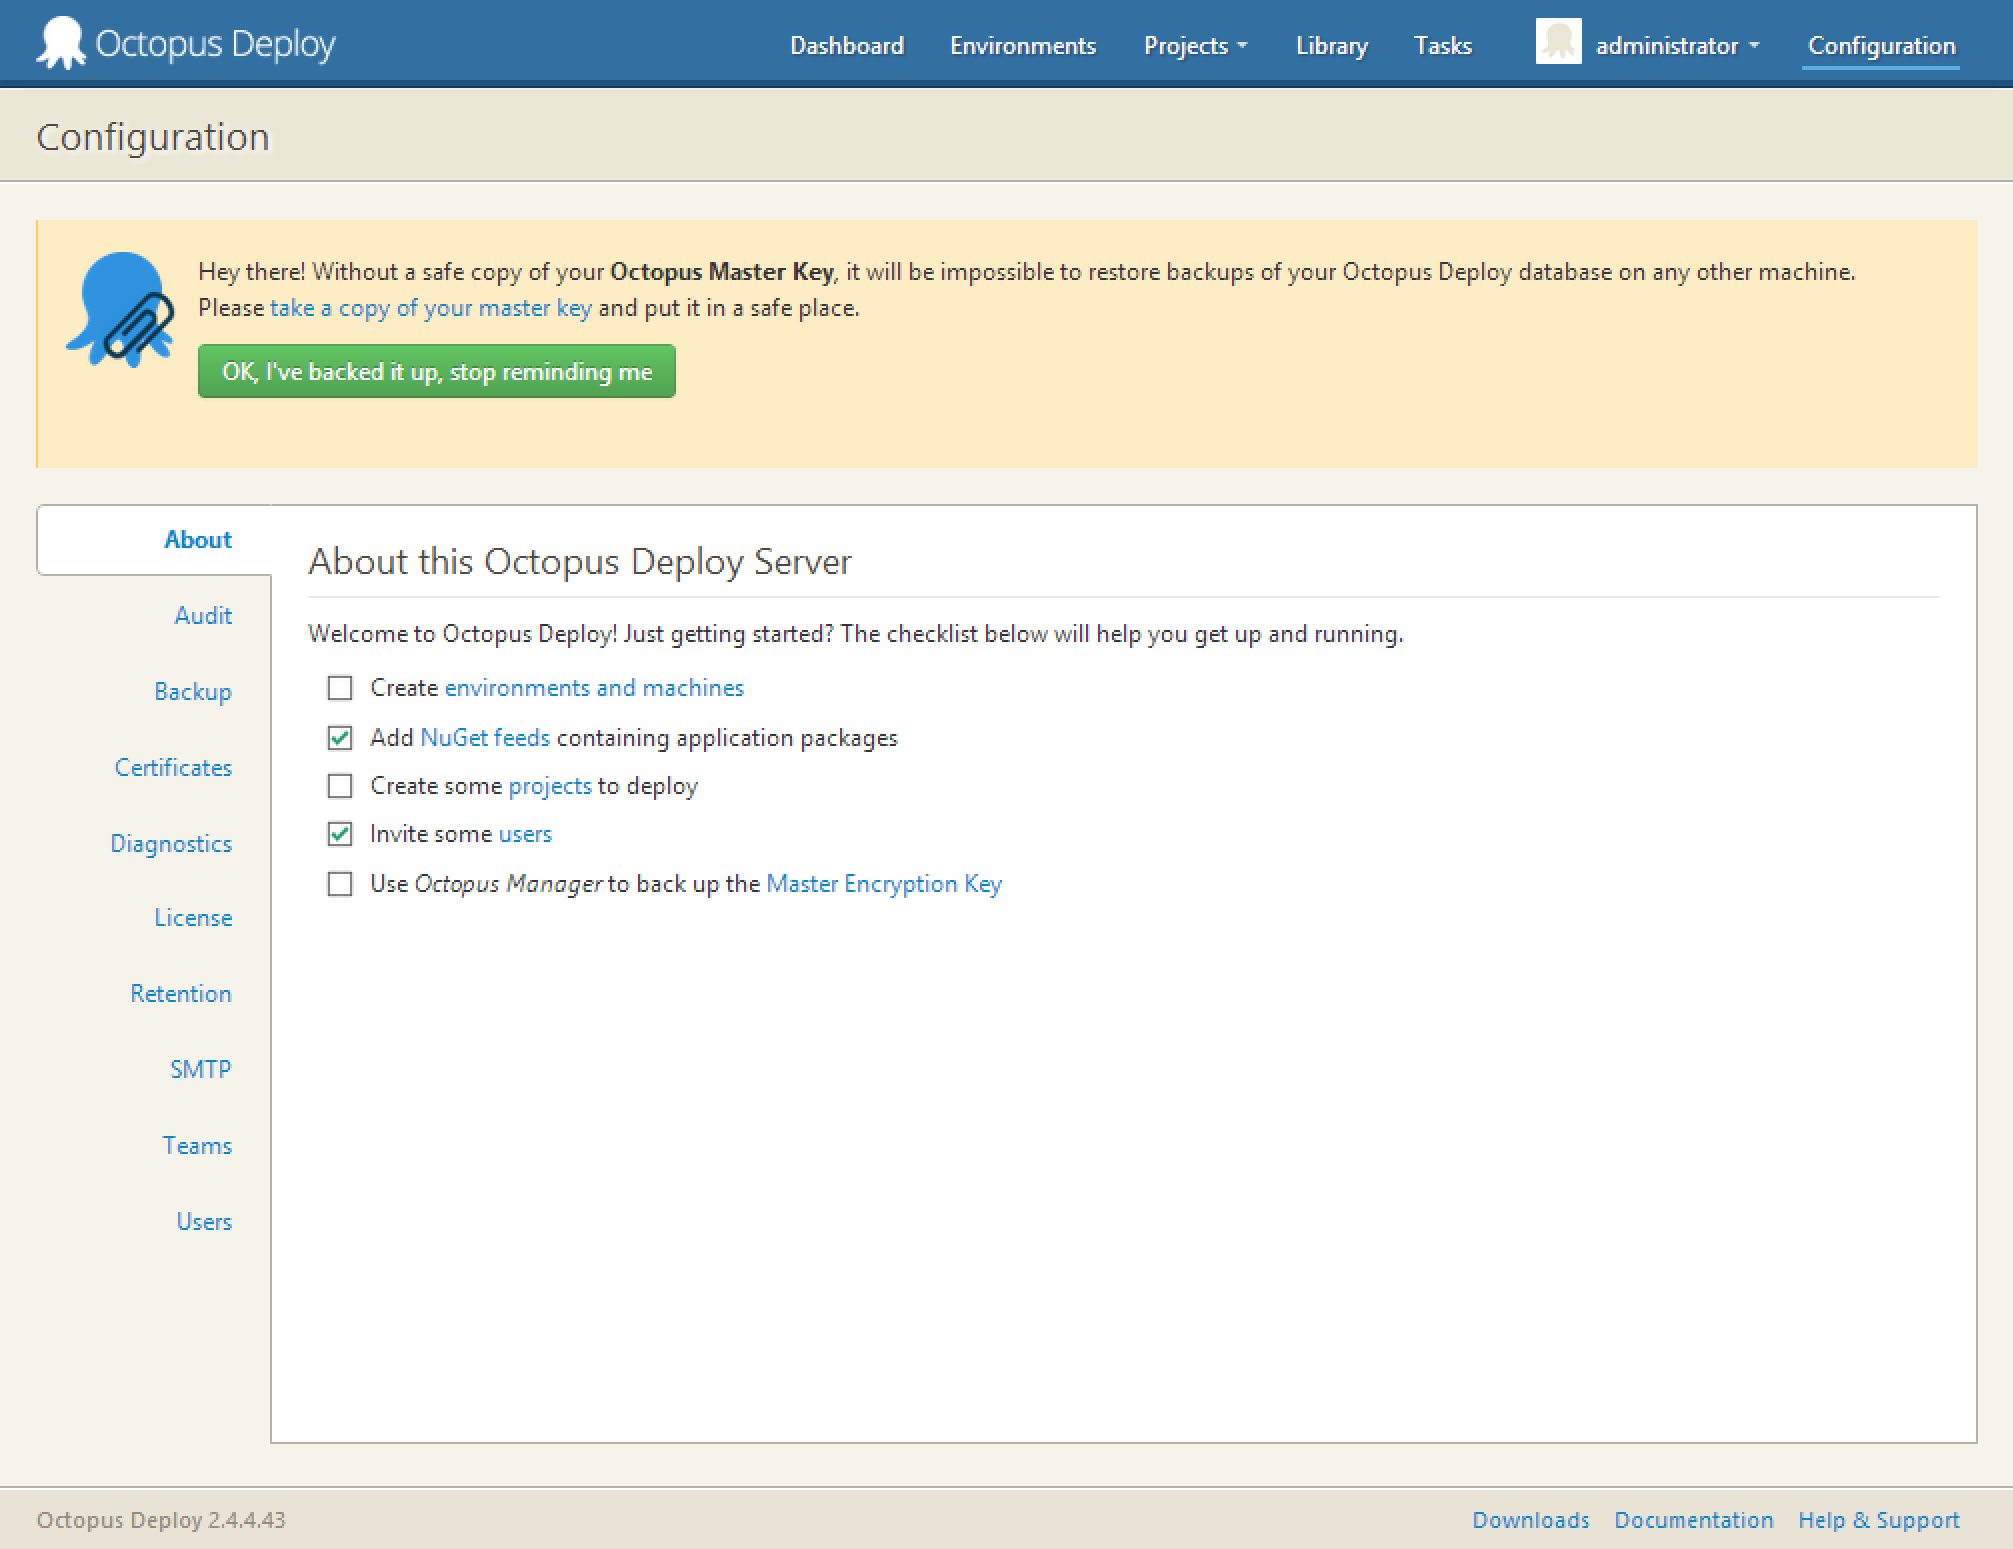 Octopus Deploy
Dashboard Environments Projects Library Tasks administrator Configuration
Configuration
Hey there! Without a safe copy of your Octopus Master Key, it will be impossible to restore backups of your Octopus Deploy database on any other machine.
Please take a copy of your master key and put it in a safe place.
OK, I've backed it up, stop reminding me
About
Audit
Backup
Certificates
Diagnostics
License
Retention
SMTP
Teams
Users
About this Octopus Deploy Server
Welcome to Octopus Deploy! Just getting started? The checklist below will help you get up and running.
Create environments and machines
Add NuGet feeds containing application packages
Create some projects to deploy
Invite some users
Use Octopus Manager to back up the Master Encryption Key
Octopus Deploy 2.4.4.43
Downloads Documentation Help & Support